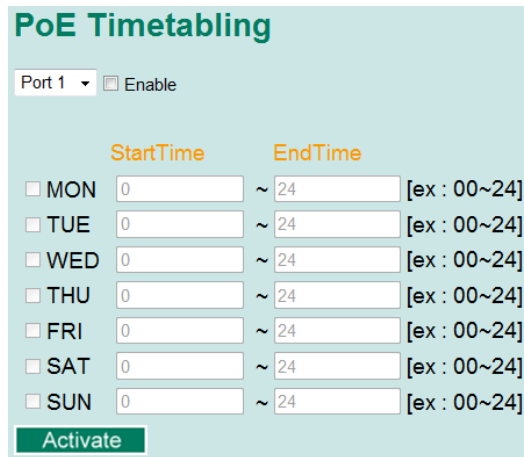 PoE Timetabling
Port 1 Enable
StartTime EndTime
MON 0 ~ 24 [ex : 00~24]
TUE 0 ~ 24 [ex : 00~24]
WED 0 ~ 24 [ex : 00~24]
THU 0 ~ 24 [ex : 00~24]
FRI 0 ~ 24 [ex : 00~24]
SAT 0 ~ 24 [ex : 00~24]
SUN 0 ~ 24 [ex : 00~24]
Activate